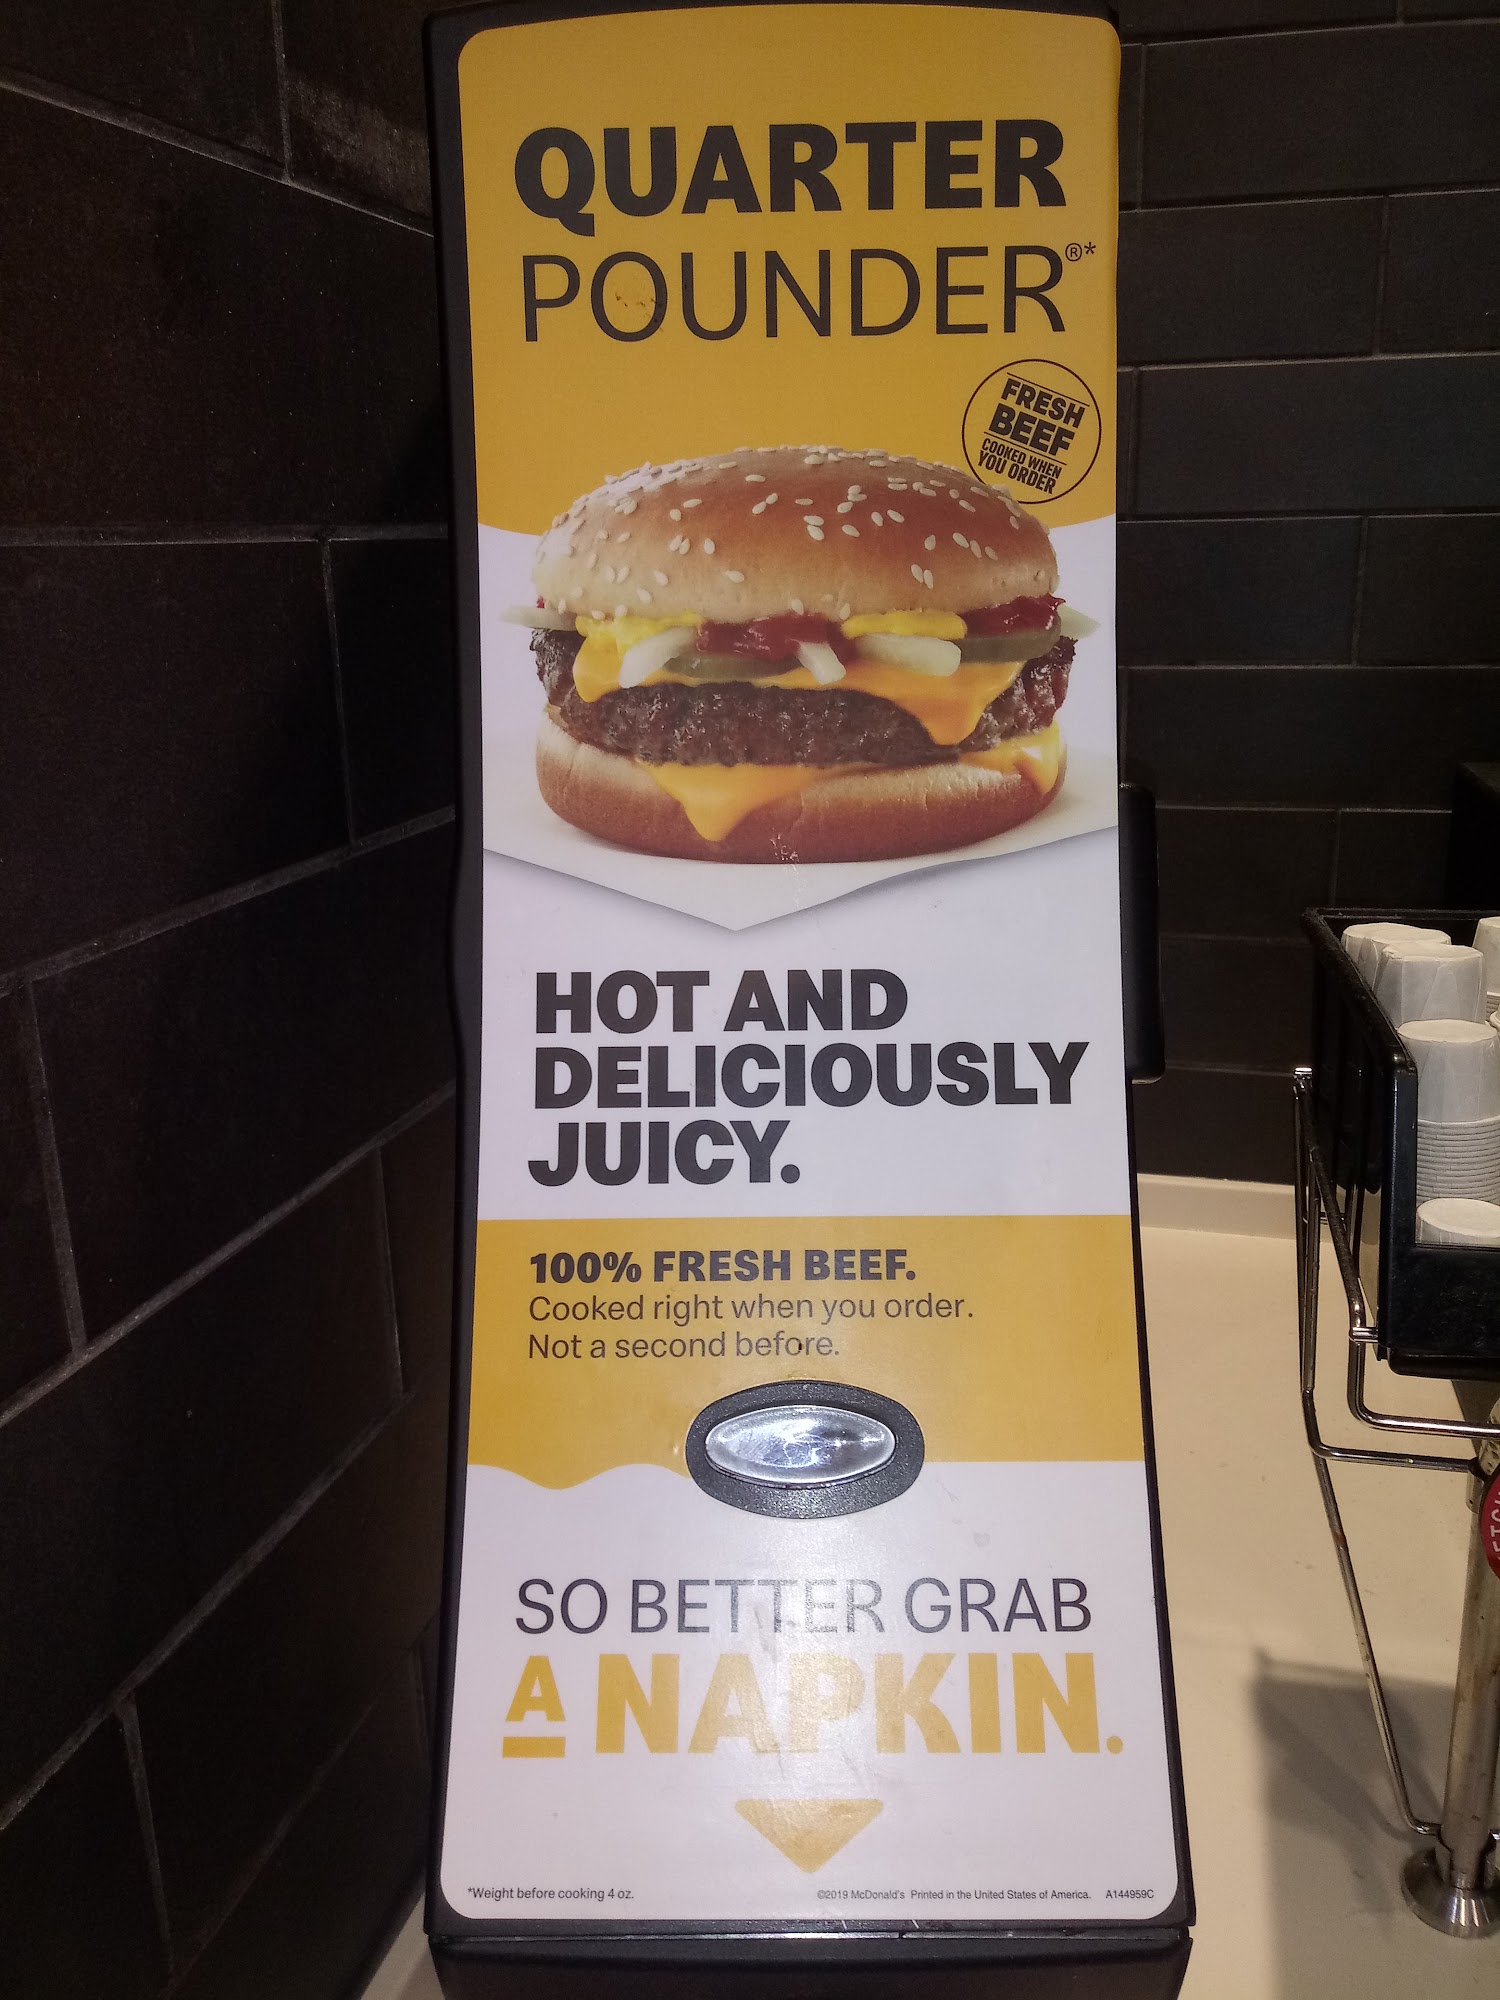 QUARTER
POUNDER®*
FRESH
BEEF
COOKED WHEN
YOU ORDER
HOT AND
DELICIOUSLY
JUICY.
100% FRESH BEEF.
Cooked right when you order.
Not a second before.
SO BETTER GRAB
A NAPKIN.
*Weight before cooking 4 oz.
©2019 McDonald's Printed in the United States of America. A144959C